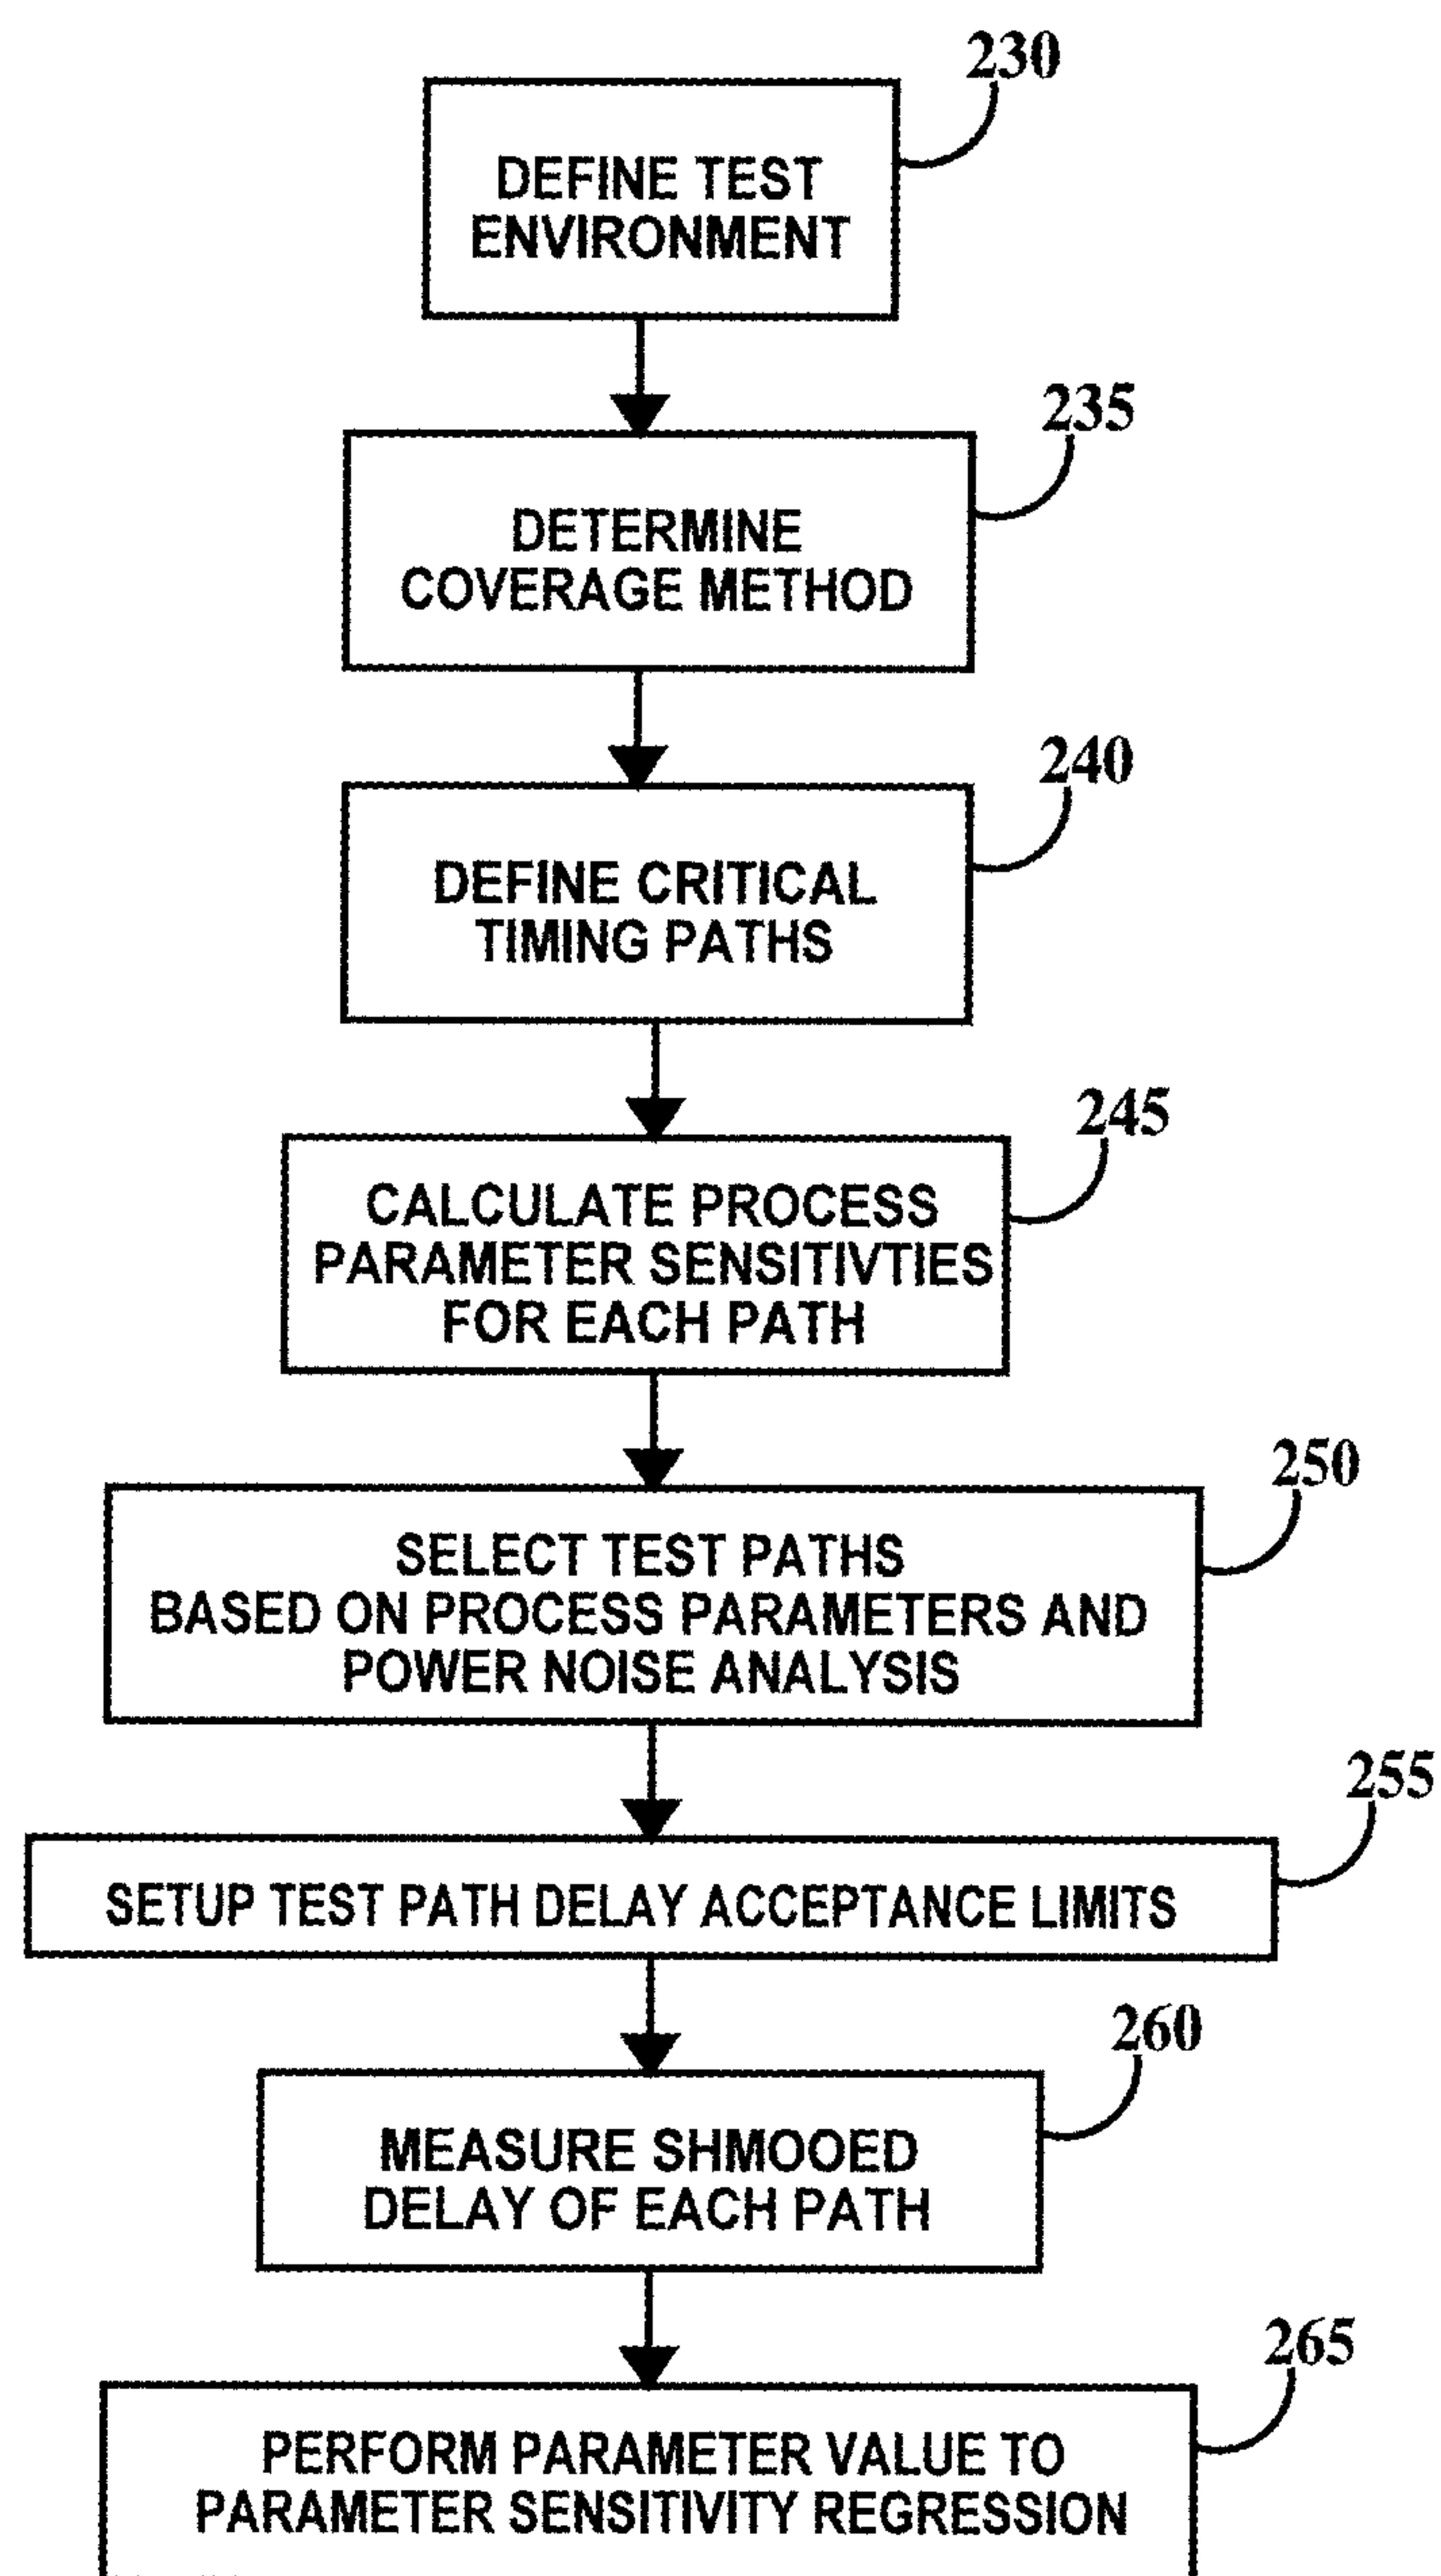 230
DEFINE TEST
ENVIRONMENT
235
DETERMINE
COVERAGE METHOD
240
DEFINE CRITICAL
TIMING PATHS
245
CALCULATE PROCESS
PARAMETER SENSITIVTIES
FOR EACH PATH
250
SELECT TEST PATHS
BASED ON PROCESS PARAMETERS AND
POWER NOISE ANALYSIS
255
SETUP TEST PATH DELAY ACCEPTANCE LIMITS
260
MEASURE SHMOOED
DELAY OF EACH PATH
265
PERFORM PARAMETER VALUE TO
PARAMETER SENSITIVITY REGRESSION